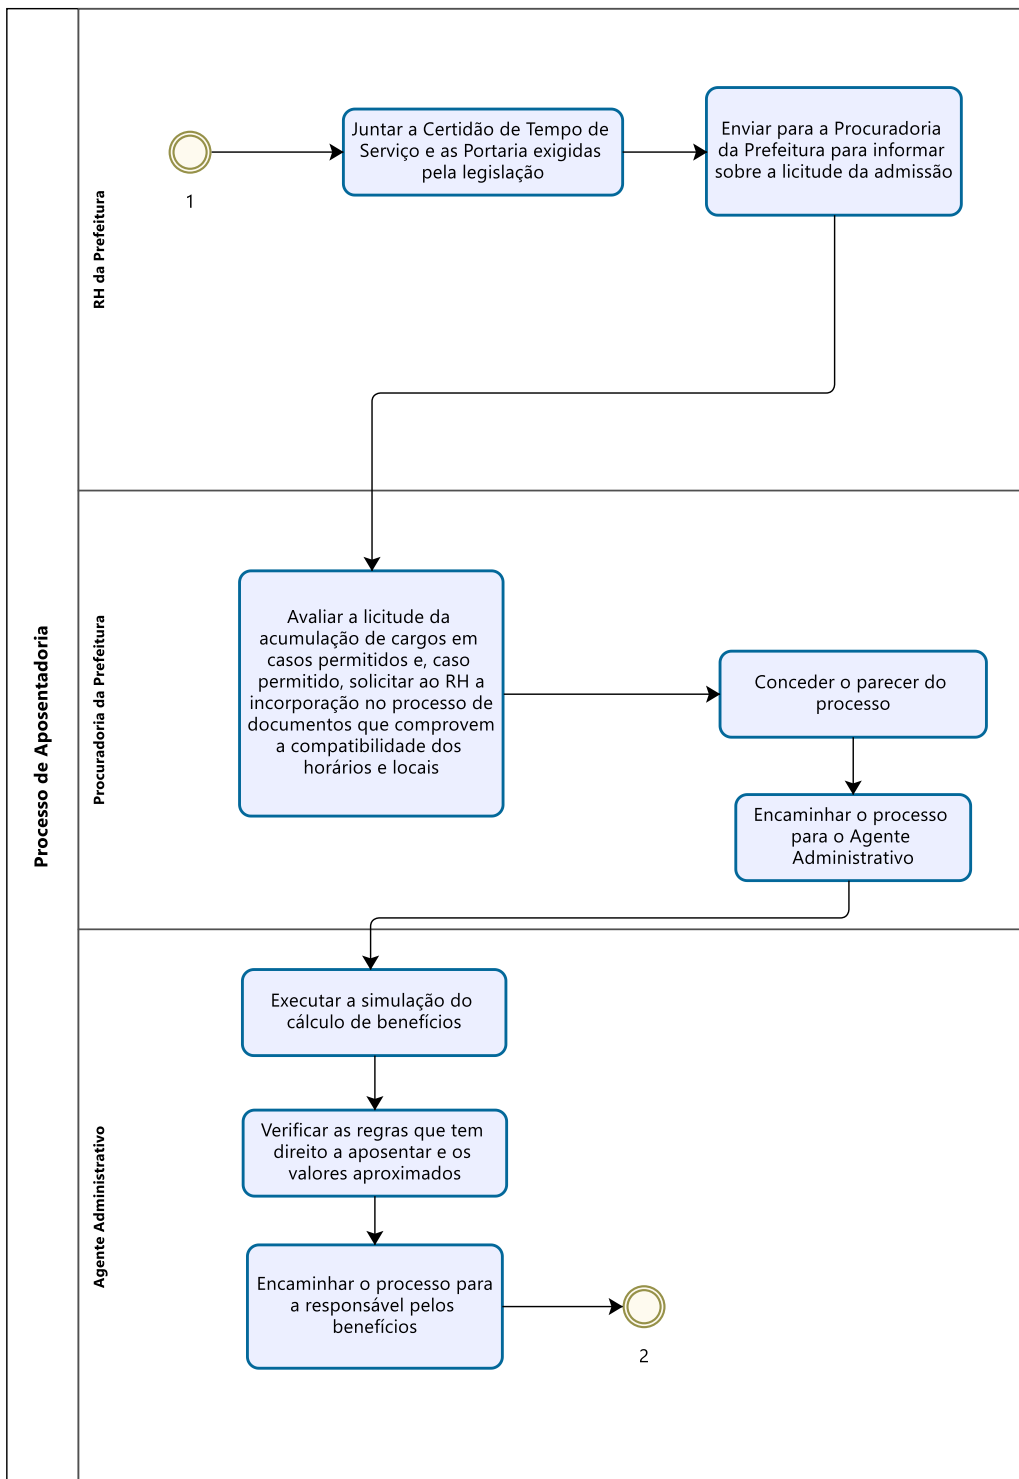 Processo de Aposentadoria
RH da Prefeitura
1
Juntar a Certidão de Tempo de
Serviço e as Portaria exigidas
pela legislação
Enviar para a Procuradoria
da Prefeitura para informar
sobre a licitude da admissão
Procuradoria da Prefeitura
Avaliar a licitude da
acumulação de cargos em
casos permitidos e, caso
permitido, solicitar ao RH a
incorporação no processo de
documentos que comprovem
a compatibilidade dos
horários e locais
Conceder o parecer do
processo
Encaminhar o processo
para o Agente
Administrativo
Agente Administrativo
Executar a simulação do
cálculo de benefícios
Verificar as regras que tem
direito a aposentar e os
valores aproximados
Encaminhar o processo para
a responsável pelos
benefícios
2